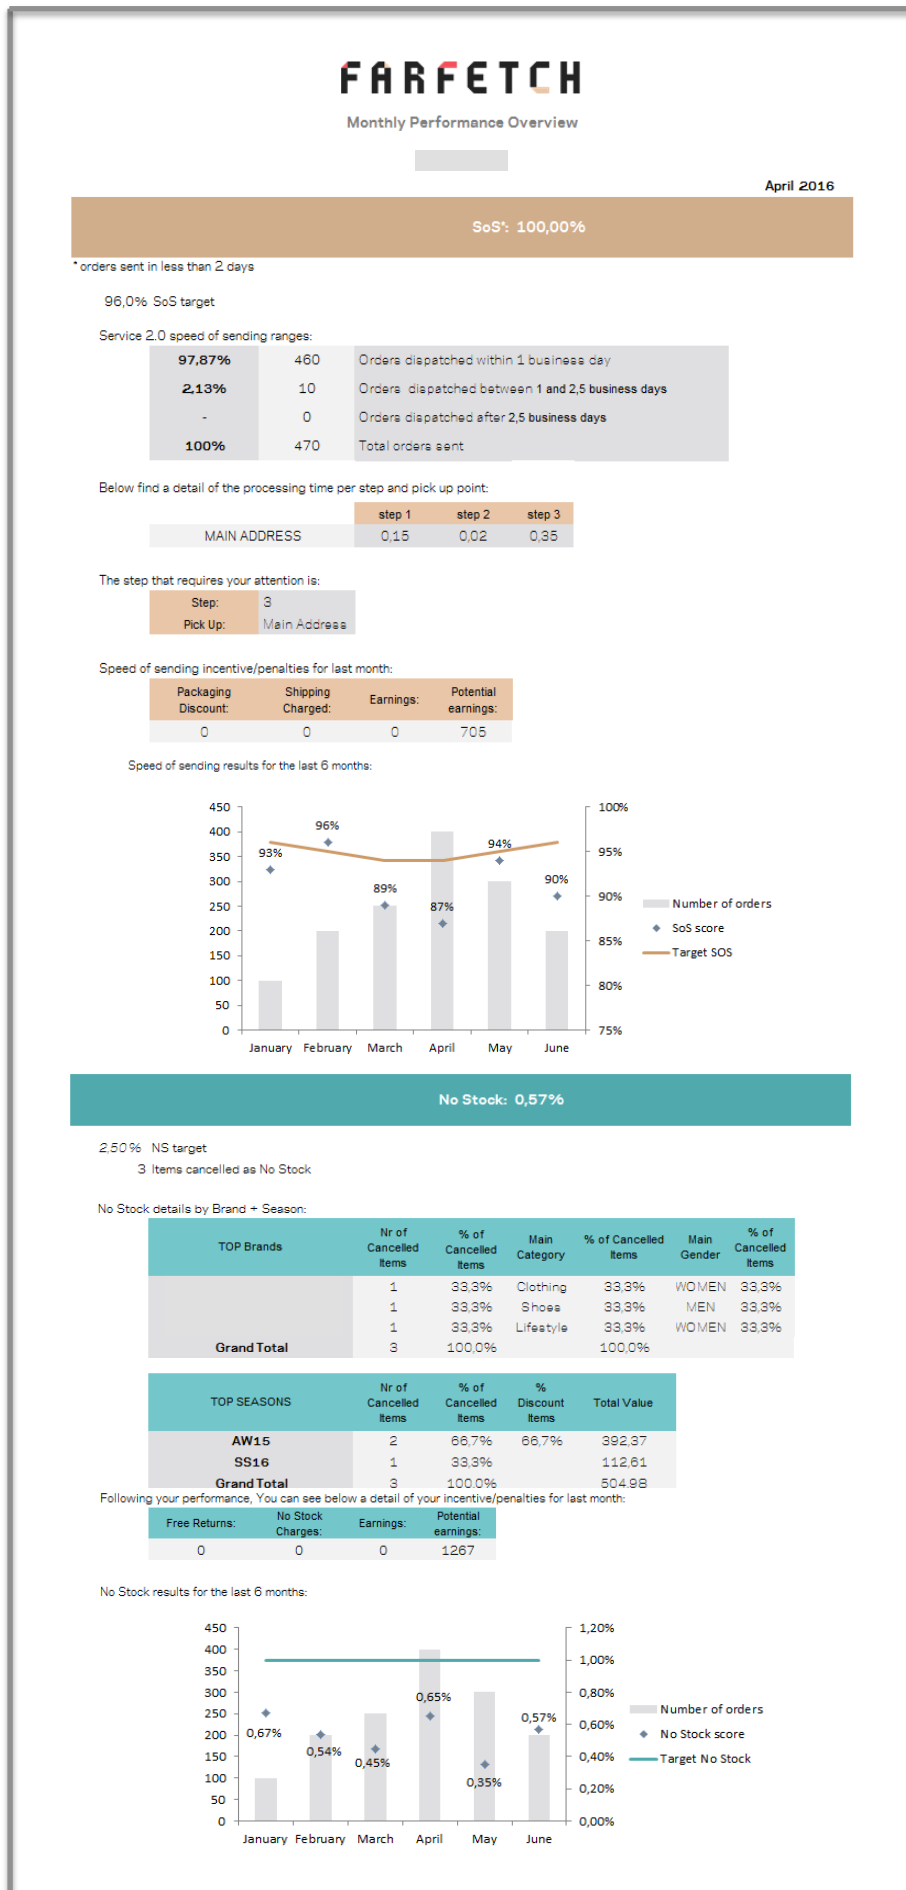 FARFETCH
Monthly Performance Overview
April 2016
SoS*: 100,00%
* orders sent in less than 2 days
96,0% SoS target
Service 2.0 speed of sending ranges:
97,87% 460 Orders dispatched within 1 business day
2,13% 10 Orders dispatched between 1 and 2,5 business days
- 0 Orders dispatched after 2,5 business days
100% 470 Total orders sent
Below find a detail of the processing time per step and pick up point:
step 1 step 2 step 3
MAIN ADDRESS 0,15 0,02 0,35
The step that requires your attention is:
Step: 3
Pick Up: Main Address
Speed of sending incentive/penalties for last month:
Packaging Discount: Shipping Charged: Earnings: Potential earnings:
0 0 0 705
Speed of sending results for the last 6 months:
450 100%
400 96%
350 93% 94% 95%
300 89% 90% 90%
250 87%
200 85%
150
100 80%
50
0 75%
January February March April May June
Number of orders
SoS score
Target SOS
No Stock: 0,57%
2,50% NS target
3 Items cancelled as No Stock
No Stock details by Brand + Season:
TOP Brands Nr of Cancelled Items % of Cancelled Items Main Category % of Cancelled Items Main Gender % of Cancelled Items
1 33,3% Clothing 33,3% WOMEN 33,3%
1 33,3% Shoes 33,3% MEN 33,3%
1 33,3% Lifestyle 33,3% WOMEN 33,3%
Grand Total 3 100,0% 100,0%
TOP SEASONS Nr of Cancelled Items % of Cancelled Items % Discount Items Total Value
AW15 2 66,7% 66,7% 392,37
SS16 1 33,3% 112,61
Grand Total 3 100,0% 504,98
Following your performance, You can see below a detail of your incentive/penalties for last month:
Free Returns: No Stock Charges: Earnings: Potential earnings:
0 0 0 1267
No Stock results for the last 6 months:
450 1,20%
400 1,00%
350
300 0,65% 0,80%
250 0,57%
200 0,67% 0,54% 0,60%
150 0,45% 0,40%
100 0,35% 0,20%
50
0 0,00%
January February March April May June
Number of orders
No Stock score
Target No Stock